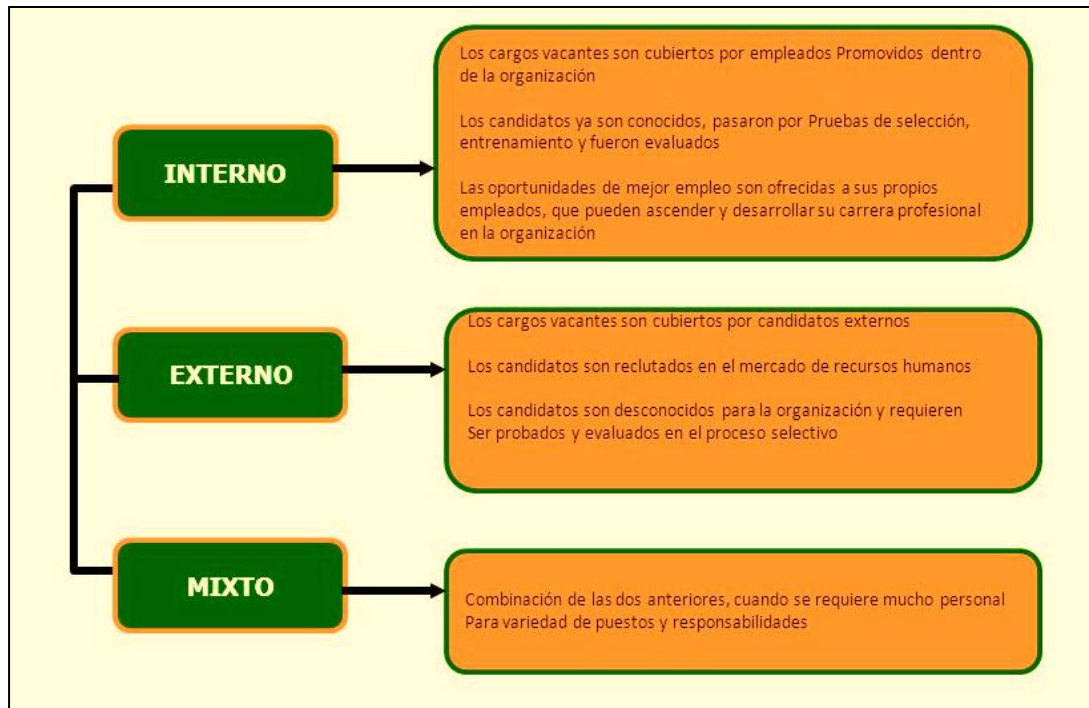 INTERNO
Los cargos vacantes son cubiertos por empleados Promovidos dentro
de la organización
Los candidatos ya son conocidos, pasaron por Pruebas de selección,
entrenamiento y fueron evaluados
Las oportunidades de mejor empleo son ofrecidas a sus propios
empleados, que pueden ascender y desarrollar su carrera profesional
en la organización
EXTERNO
Los cargos vacantes son cubiertos por candidatos externos
Los candidatos son reclutados en el mercado de recursos humanos
Los candidatos son desconocidos para la organización y requieren
Ser probados y evaluados en el proceso selectivo
MIXTO
Combinación de las dos anteriores, cuando se requiere mucho personal
Para variedad de puestos y responsabilidades